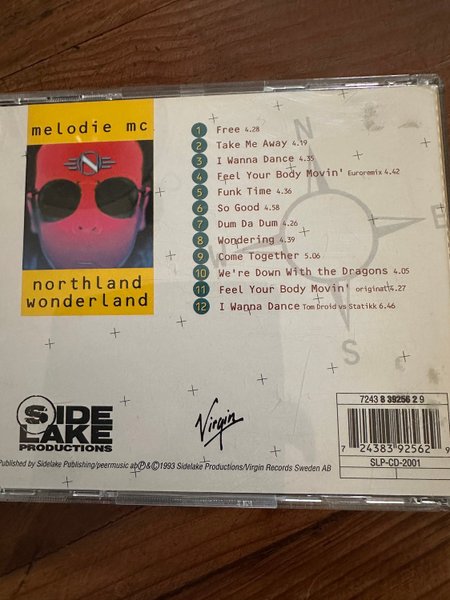 melodie mc
N
northland
wonderland
1 Free 4.28
2 Take Me Away 4.19
3 I Wanna Dance 4.35
4 Feel Your Body Movin' Euroremix 4.42
5 Funk Time 4.36
6 So Good 4.58
7 Dum Da Dum 4.26
8 Wondering 4.39
9 Come Together 5.06
10 We're Down With the Dragons 4.05
11 Feel Your Body Movin' original 4.27
12 I Wanna Dance Tom Droid vs Statikk 6.46
N
E
S
W
SIDE
LAKE
PRODUCTIONS
Virgin
7243 8 39256 2 9
7 24383 92562 9
SLP-CD-2001
Published by Sidelake Publishing/peermusic ab℗&©1993 Sidelake Productions/Virgin Records Sweden AB